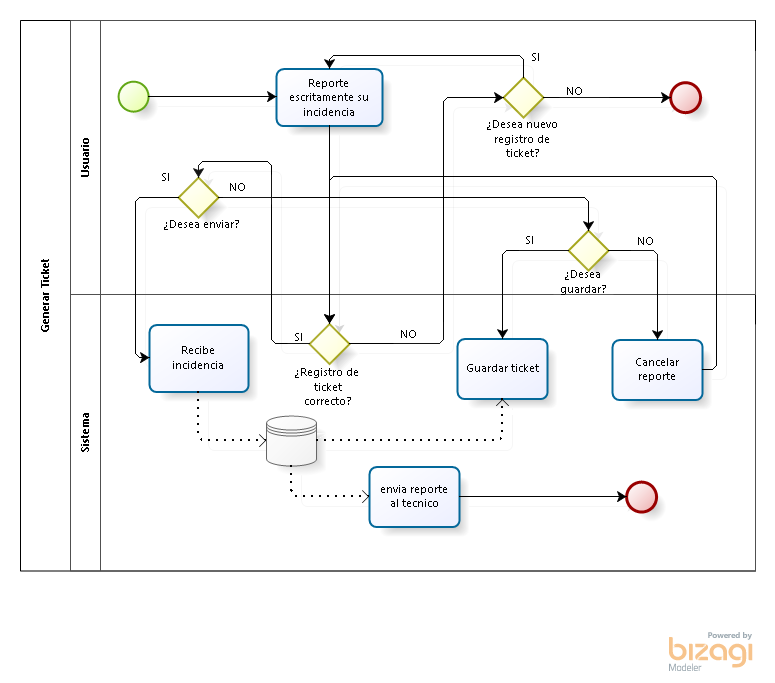 Generar Ticket
Usuario
Sistema
SI
Reporte
escritamente su
incidencia
NO
¿Desea nuevo
registro de
ticket?
SI
NO
¿Desea enviar?
SI
NO
¿Desea
guardar?
Recibe
incidencia
SI
NO
¿Registro de
ticket
correcto?
Guardar ticket
Cancelar
reporte
envia reporte
al tecnico
Powered by
bizagi
Modeler